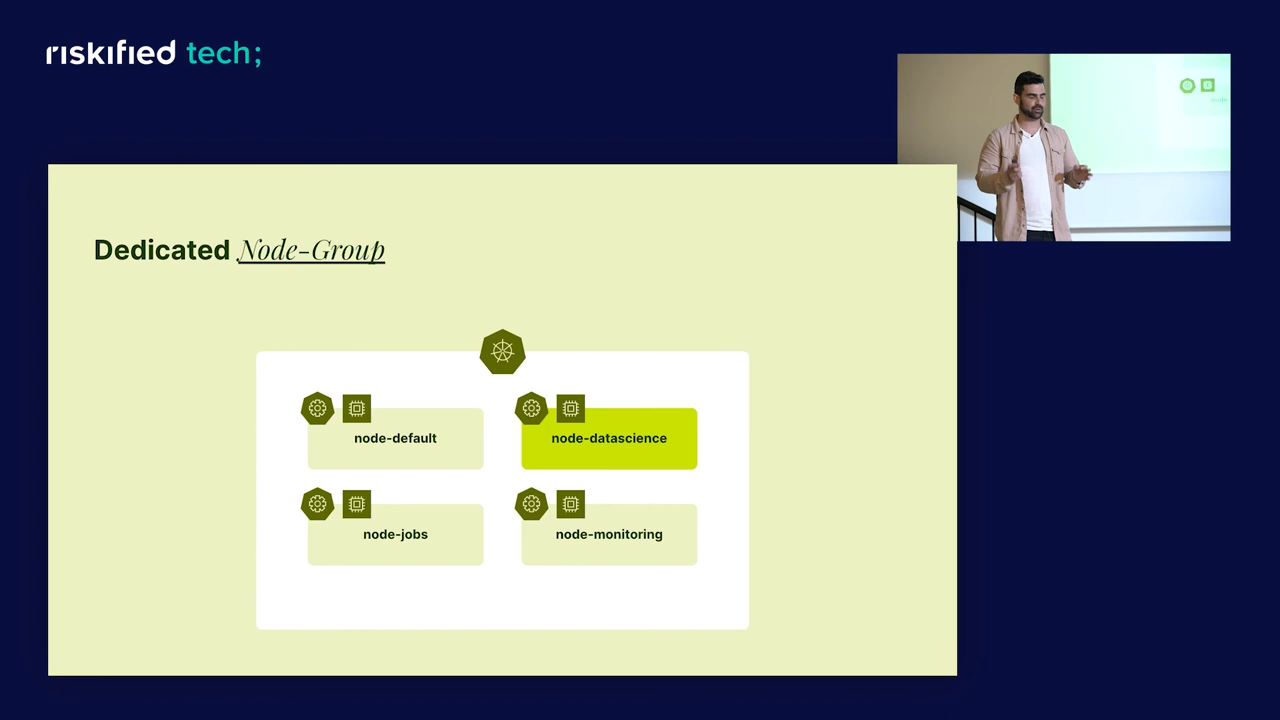 riskified tech;
Dedicated Node-Group
node-default
node-datascience
node-jobs
node-monitoring